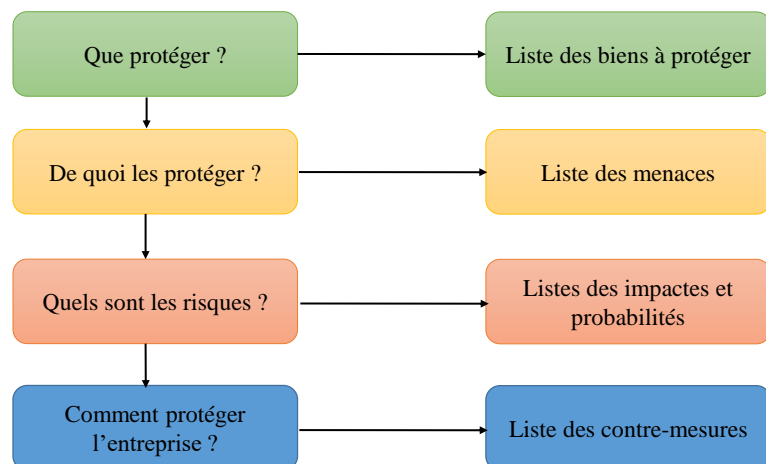 Que protéger ?
Liste des biens à protéger
De quoi les protéger ?
Liste des menaces
Quels sont les risques ?
Listes des impactes et
probabilités
Comment protéger
l’entreprise ?
Liste des contre-mesures